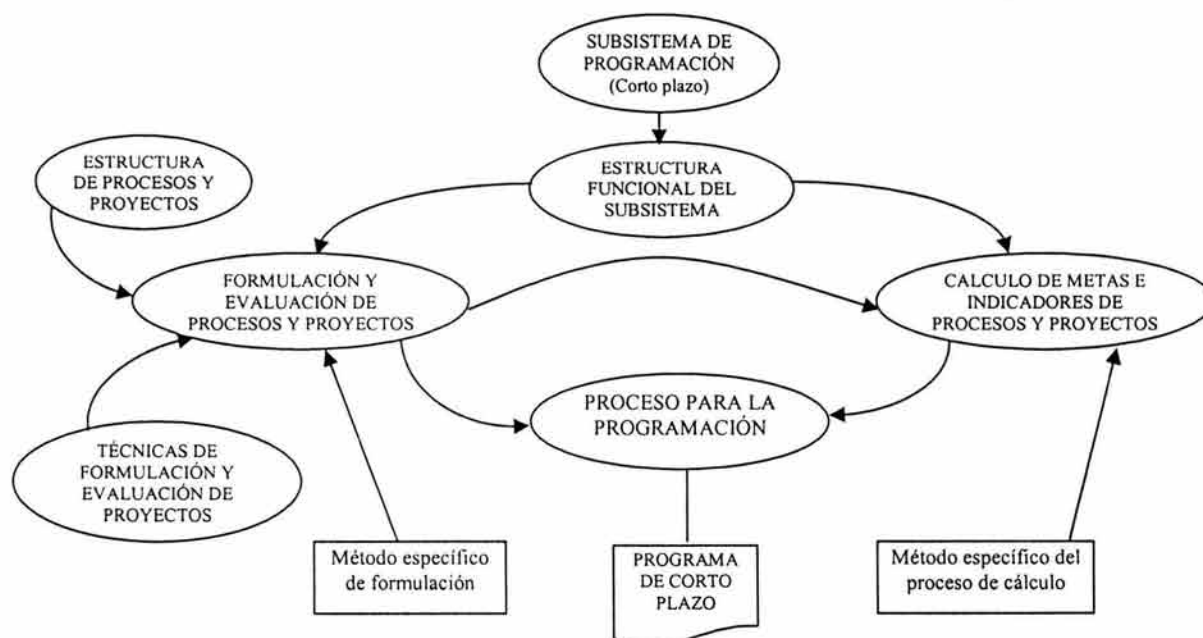 SUBSISTEMA DE
PROGRAMACIÓN
(Corto plazo)
ESTRUCTURA
DE PROCESOS Y
PROYECTOS
ESTRUCTURA
FUNCIONAL DEL
SUBSISTEMA
FORMULACIÓN Y
EVALUACIÓN DE
PROCESOS Y PROYECTOS
CALCULO DE METAS E
INDICADORES DE
PROCESOS Y PROYECTOS
PROCESO PARA LA
PROGRAMACIÓN
TÉCNICAS DE
FORMULACIÓN Y
EVALUACIÓN DE
PROYECTOS
Método específico
de formulación
PROGRAMA
DE CORTO
PLAZO
Método específico del
proceso de cálculo